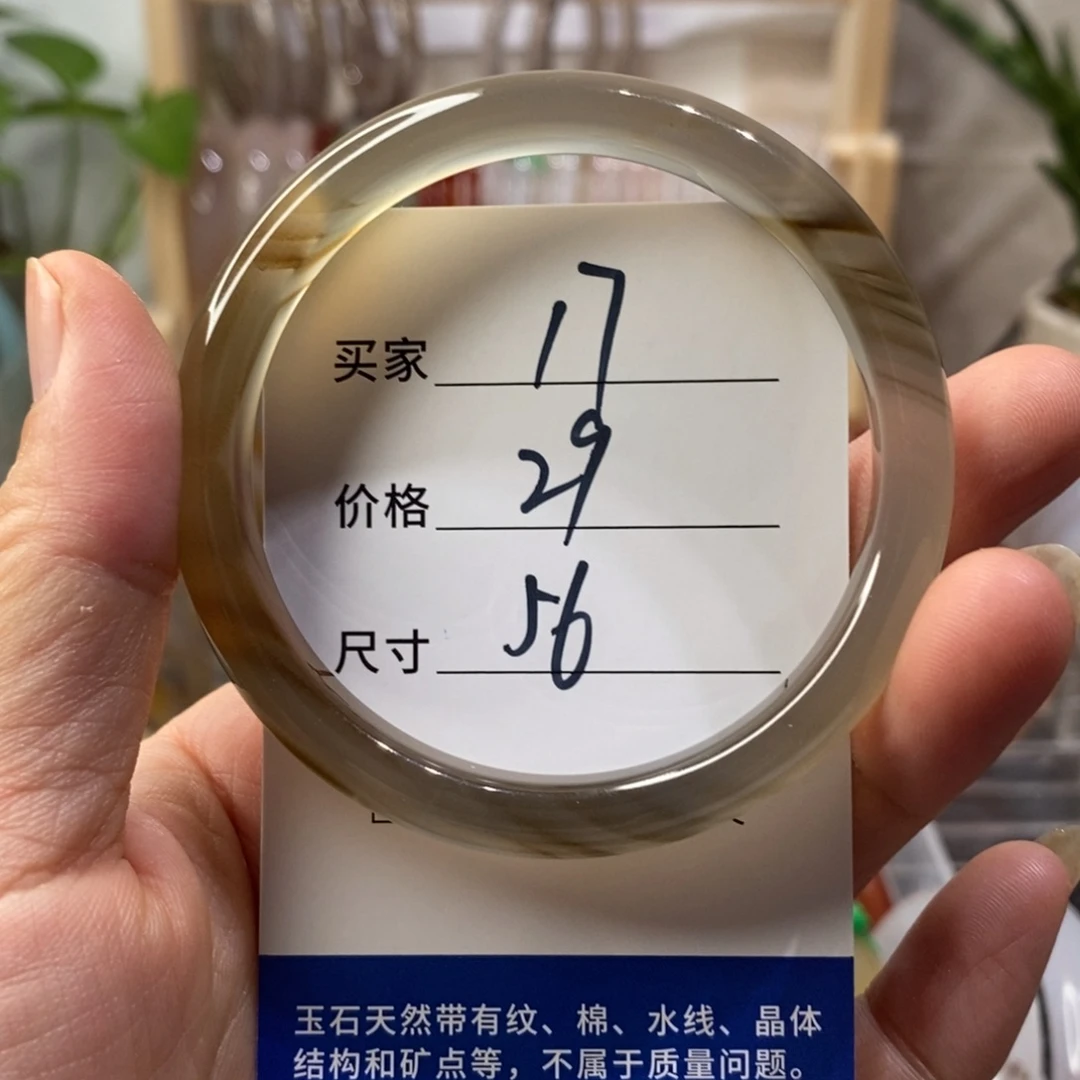 买家 17
价格 29
尺寸 56
玉石天然带有纹、棉、水线、晶体
结构和矿点等，不属于质量问题。